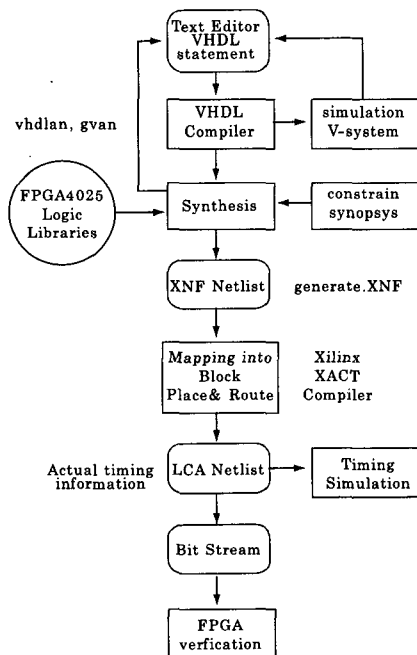 Text Editor
VHDL
statement
vhdlan, gvan
VHDL
Compiler
simulation
V-system
FPGA4025
Logic
Libraries
Synthesis
constrain
synopsys
XNF Netlist
generate.XNF
Mapping into
Block
Place& Route
Xilinx
XACT
Compiler
Actual timing
information
LCA Netlist
Timing
Simulation
Bit Stream
FPGA
verfication